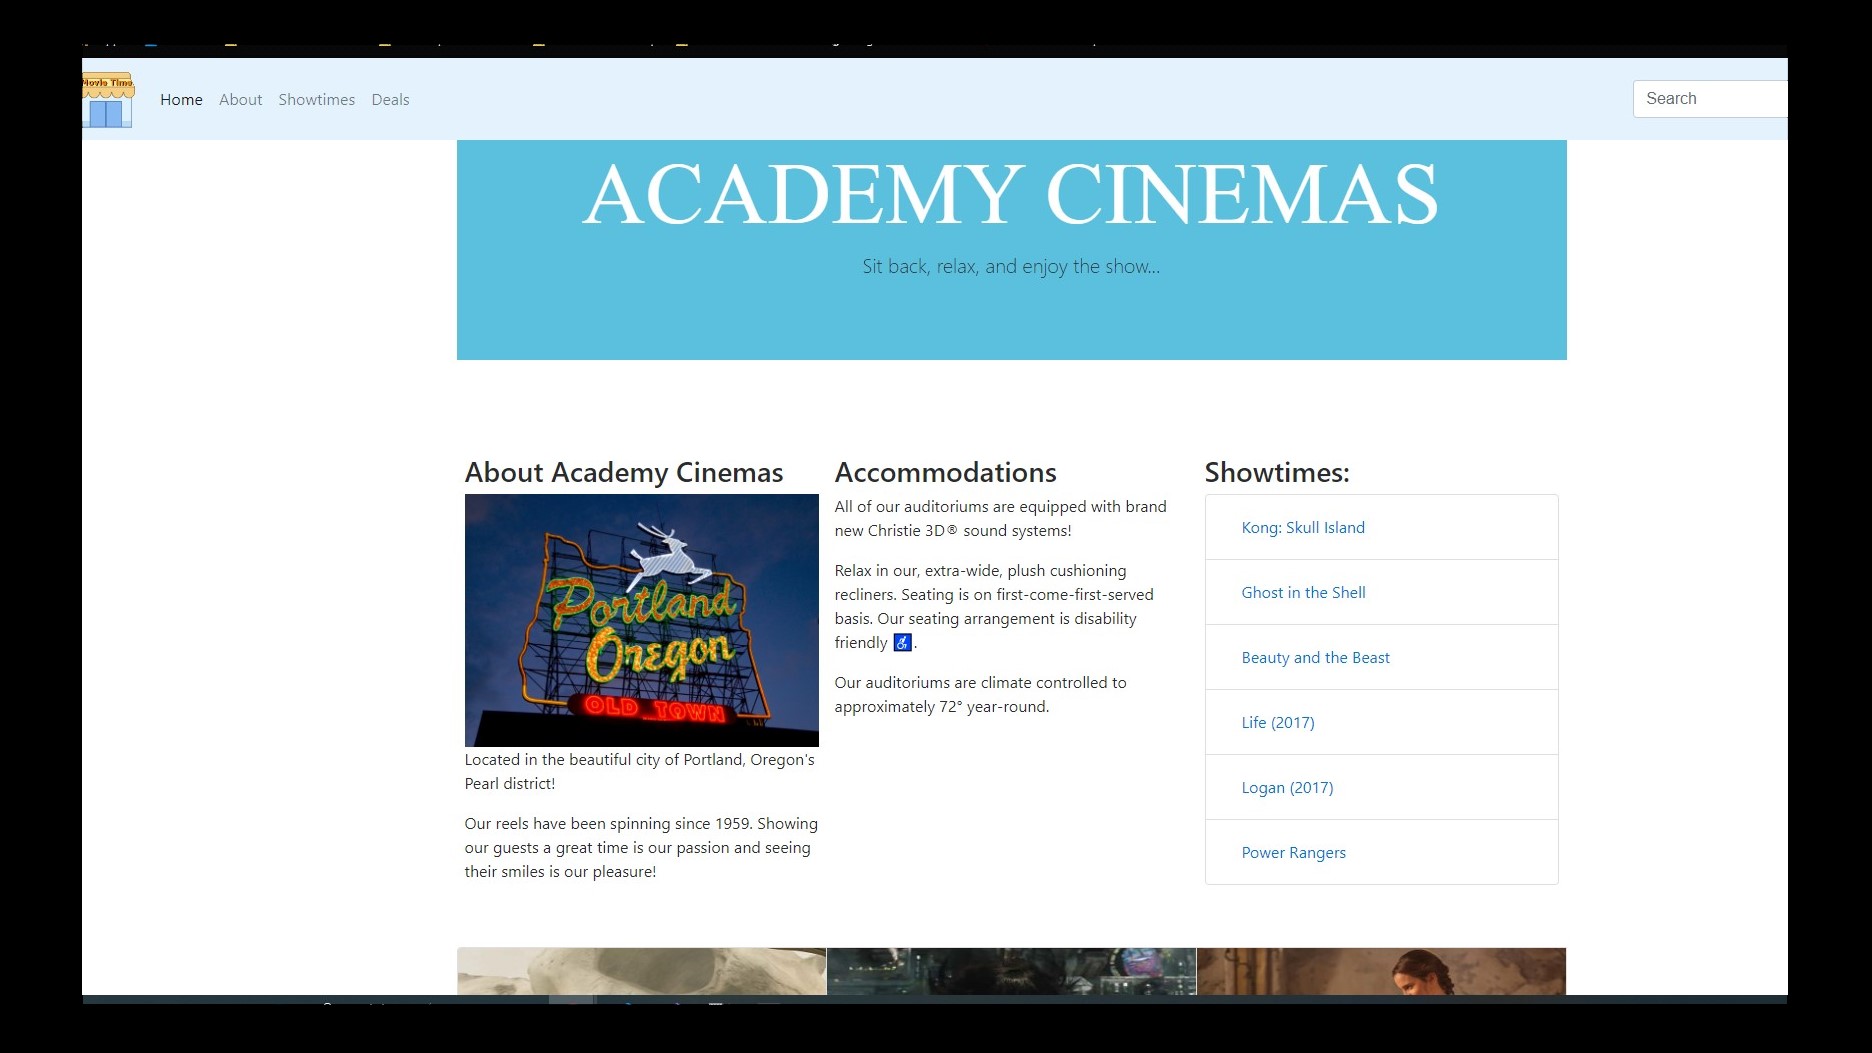 Movie Time
Home About Showtimes Deals
Search
ACADEMY CINEMAS
Sit back, relax, and enjoy the show...
About Academy Cinemas
Portland
Oregon
OLD TOWN
Located in the beautiful city of Portland, Oregon's
Pearl district!
Our reels have been spinning since 1959. Showing
our guests a great time is our passion and seeing
their smiles is our pleasure!
Accommodations
All of our auditoriums are equipped with brand
new Christie 3D® sound systems!
Relax in our, extra-wide, plush cushioning
recliners. Seating is on first-come-first-served
basis. Our seating arrangement is disability
friendly ♿.
Our auditoriums are climate controlled to
approximately 72° year-round.
Showtimes:
Kong: Skull Island
Ghost in the Shell
Beauty and the Beast
Life (2017)
Logan (2017)
Power Rangers